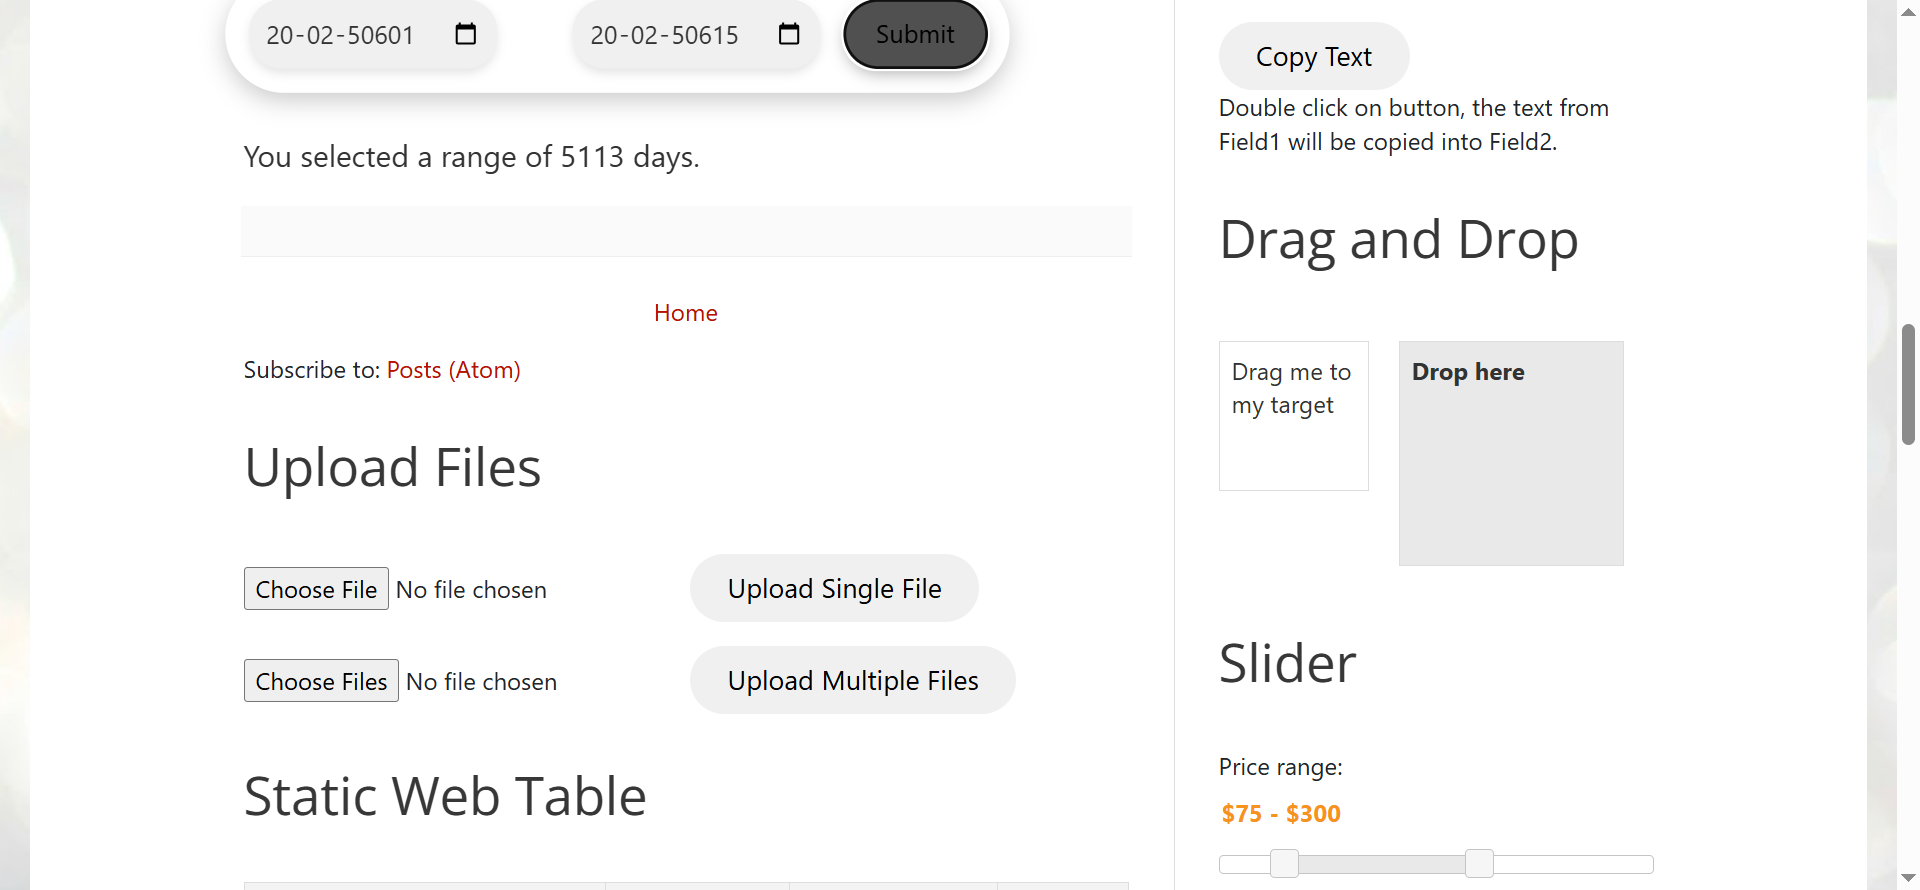 20-02-50601
20-02-50615
Submit
You selected a range of 5113 days.
Home
Subscribe to: Posts (Atom)
Upload Files
Choose File No file chosen
Upload Single File
Choose Files No file chosen
Upload Multiple Files
Static Web Table
Copy Text
Double click on button, the text from
Field1 will be copied into Field2.
Drag and Drop
Drag me to
my target
Drop here
Slider
Price range:
$75 - $300